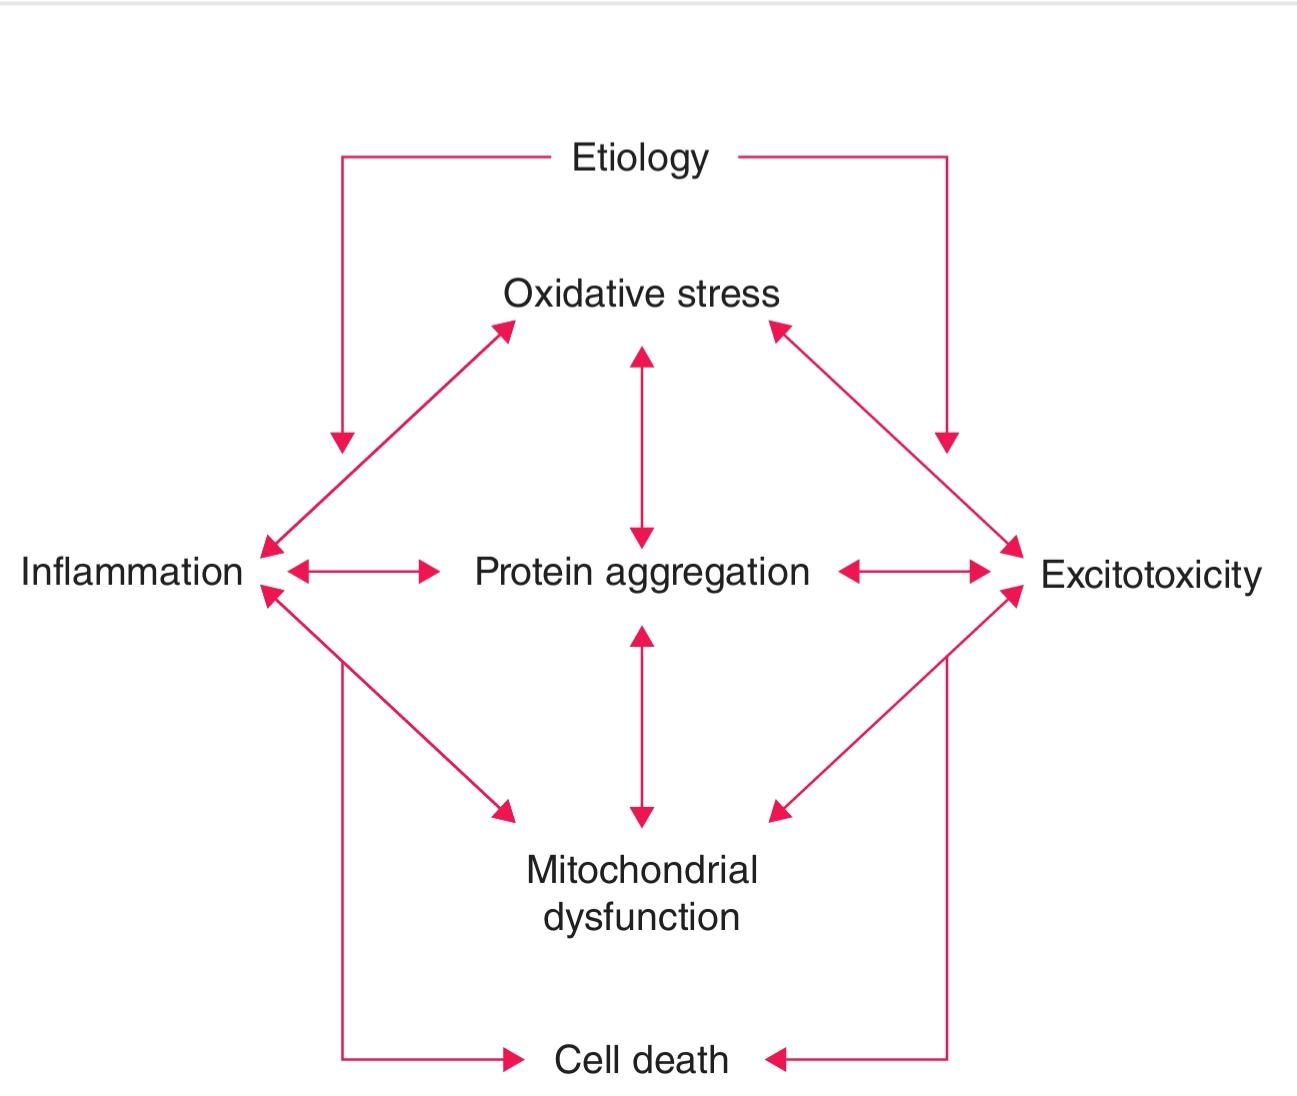 Etiology
Oxidative stress
Inflammation
Protein aggregation
Excitotoxicity
Mitochondrial
dysfunction
Cell death